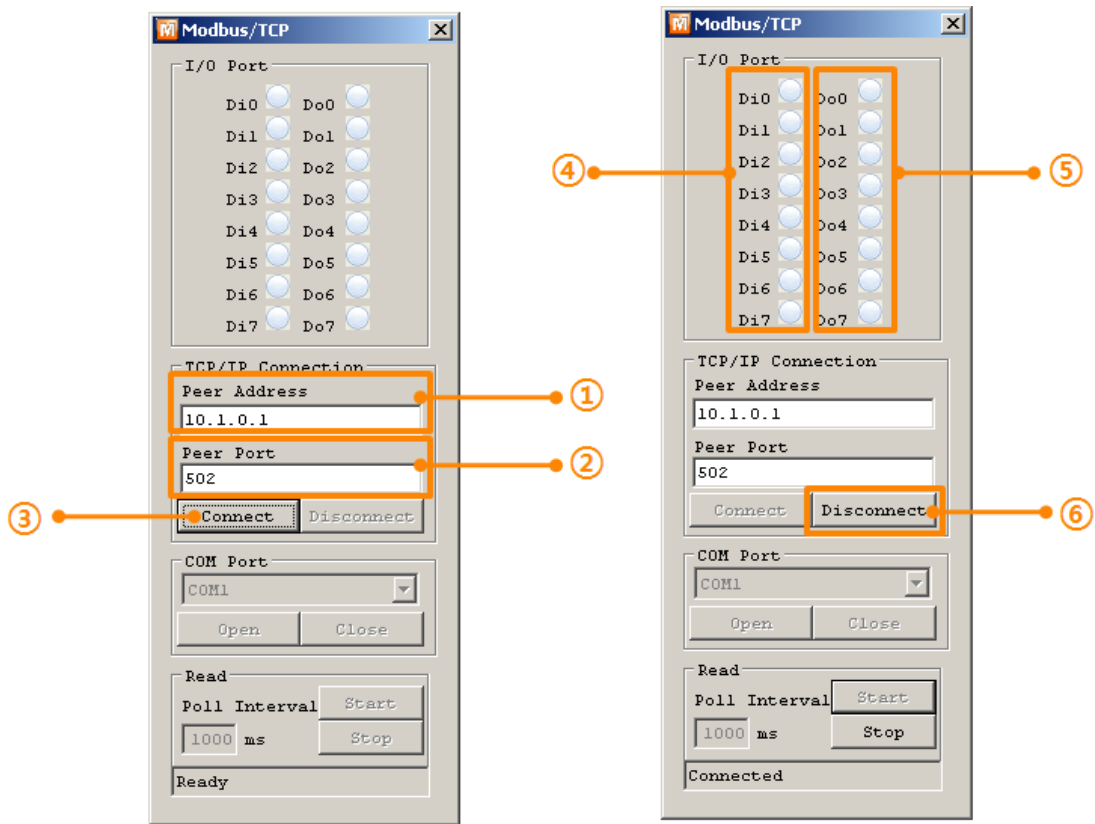 Modbus/TCP
I/O Port
Di0 Do0
Di1 Do1
Di2 Do2
Di3 Do3
Di4 Do4
Di5 Do5
Di6 Do6
Di7 Do7
TCP/IP Connection
Peer Address
10.1.0.1
①
Peer Port
502
②
③
Connect Disconnect
COM Port
COM1
Open Close
Read
Poll Interval Start
1000 ms Stop
Ready
Modbus/TCP
I/O Port
Di0 Do0
Di1 Do1
Di2 Do2
④
⑤
Di3 Do3
Di4 Do4
Di5 Do5
Di6 Do6
Di7 Do7
TCP/IP Connection
Peer Address
10.1.0.1
Peer Port
502
Connect Disconnect
⑥
COM Port
COM1
Open Close
Read
Poll Interval Start
1000 ms Stop
Connected